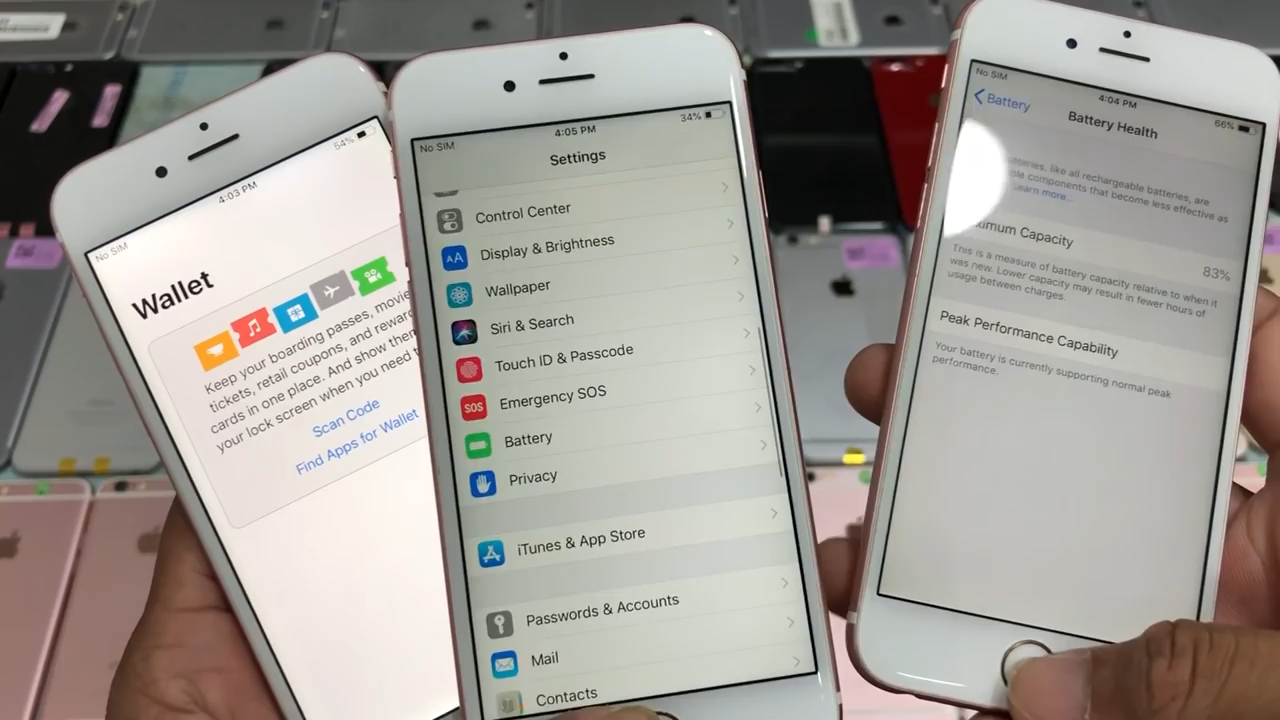 No SIM
4:03 PM
54%
Wallet
Keep your boarding passes, movie
tickets, retail coupons, and reward
cards in one place. And show them
your lock screen when you need
Scan Code
Find Apps for Wallet
No SIM
4:05 PM
34%
Settings
Control Center
Display & Brightness
AA
Wallpaper
Siri & Search
Touch ID & Passcode
Emergency SOS
SOS
Battery
Privacy
iTunes & App Store
Passwords & Accounts
Mail
Contacts
No SIM
4:04 PM
66%
Battery
Battery Health
like all rechargeable batteries, are
components that become less effective as
Learn more...
Capacity
83%
This is a measure of battery capacity relative to when it
was new. Lower capacity may result in fewer hours of
usage between charges.
Peak Performance Capability
Your battery is currently supporting normal peak
performance.